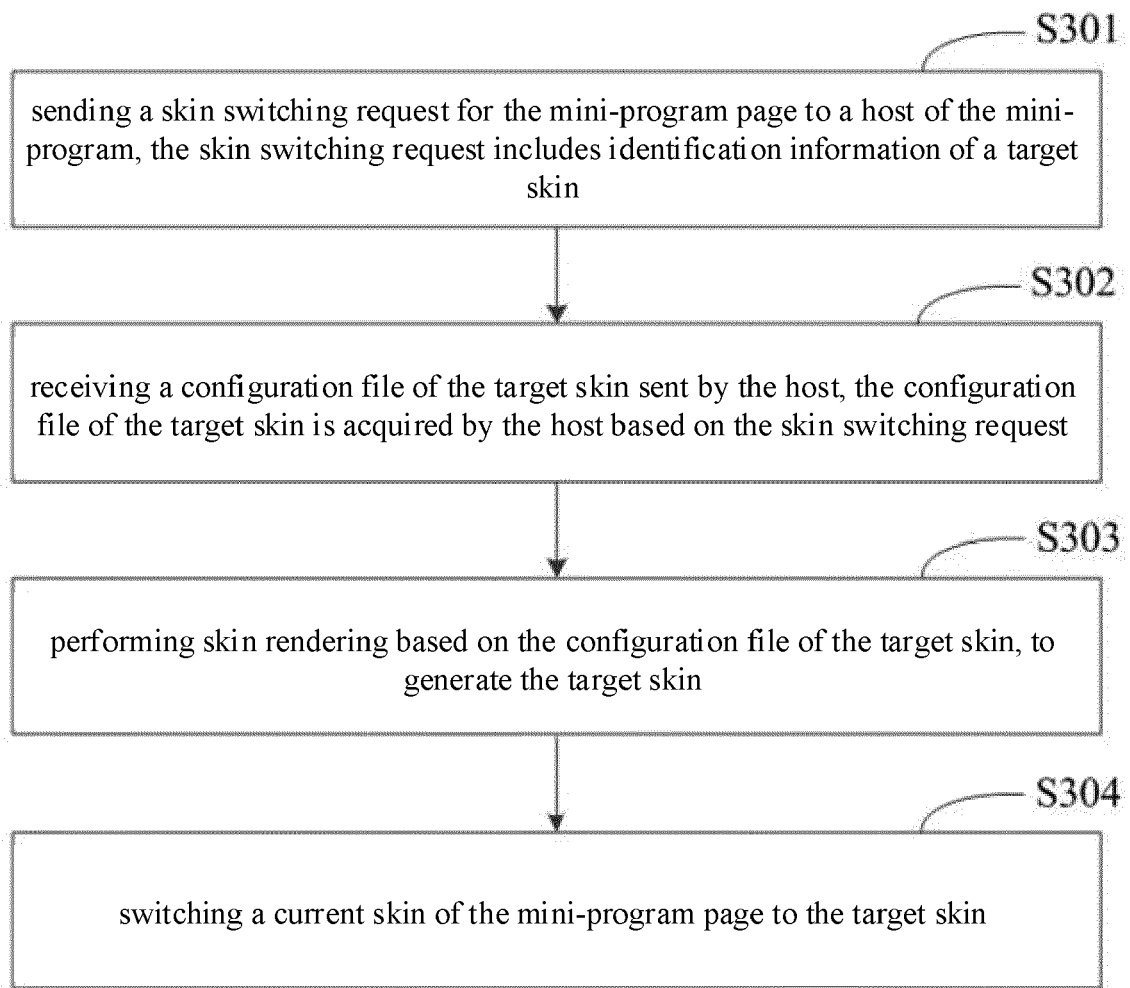 S301
sending a skin switching request for the mini-program page to a host of the mini-
program, the skin switching request includes identification information of a target
skin
S302
receiving a configuration file of the target skin sent by the host, the configuration
file of the target skin is acquired by the host based on the skin switching request
S303
performing skin rendering based on the configuration file of the target skin, to
generate the target skin
S304
switching a current skin of the mini-program page to the target skin